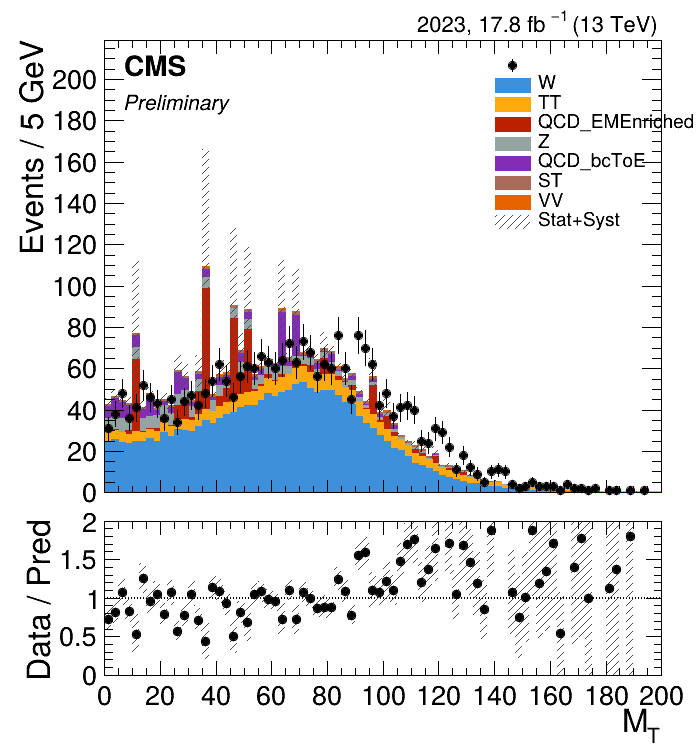 2023, 17.8 fb⁻¹ (13 TeV)
CMS
Preliminary
W
TT
QCD_EMEnriched
Z
QCD_bcToE
ST
VV
Stat+Syst
Events / 5 GeV
200
180
160
140
120
100
80
60
40
20
0
Data / Pred
2
1.5
1
0.5
0
0 20 40 60 80 100 120 140 160 180 200
M_T